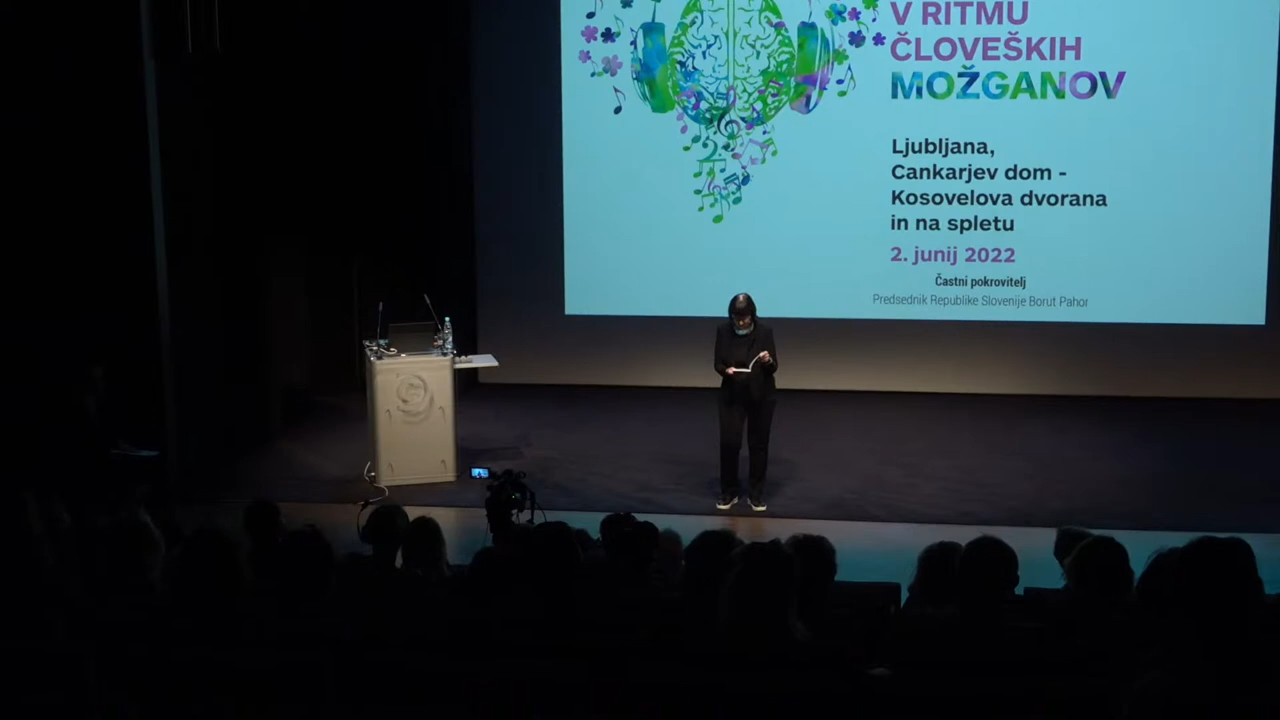 V RITMU
ČLOVEŠKIH
MOŽGANOV
Ljubljana,
Cankarjev dom -
Kosovelova dvorana
in na spletu
2. junij 2022
Častni pokrovitelj
Predsednik Republike Slovenije Borut Pahor